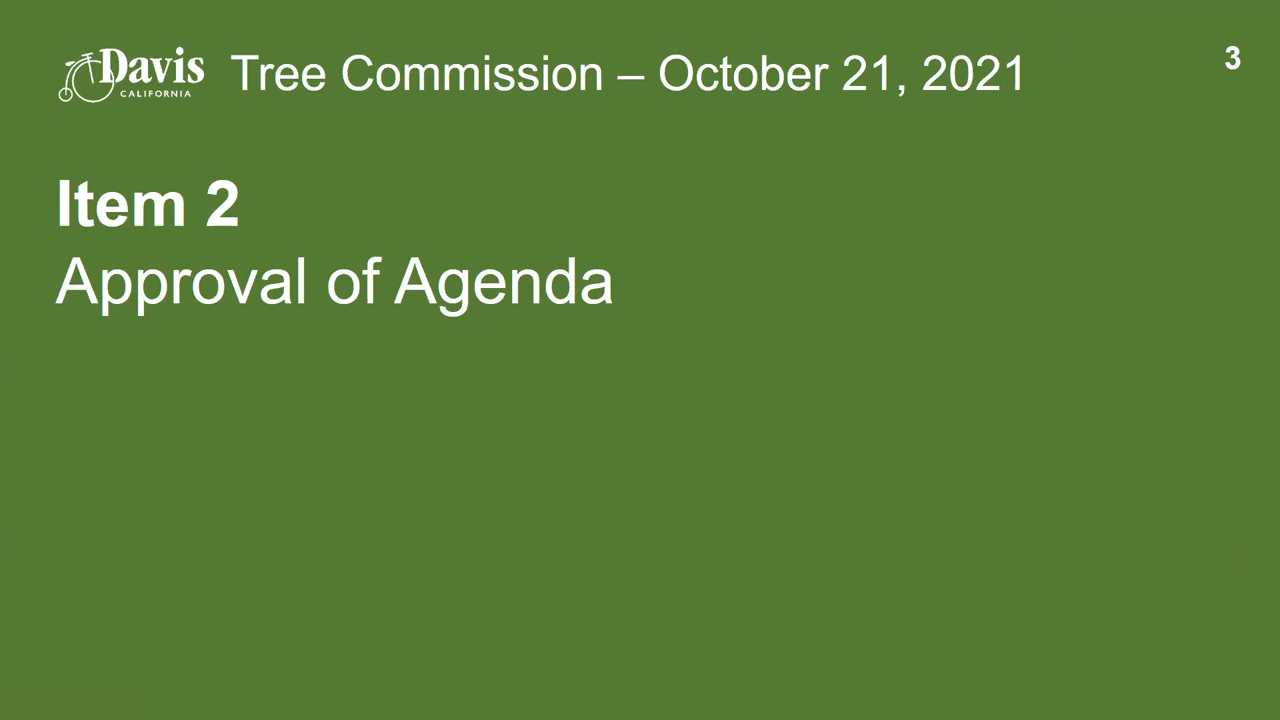 Davis
CALIFORNIA
Tree Commission – October 21, 2021
3
Item 2
Approval of Agenda